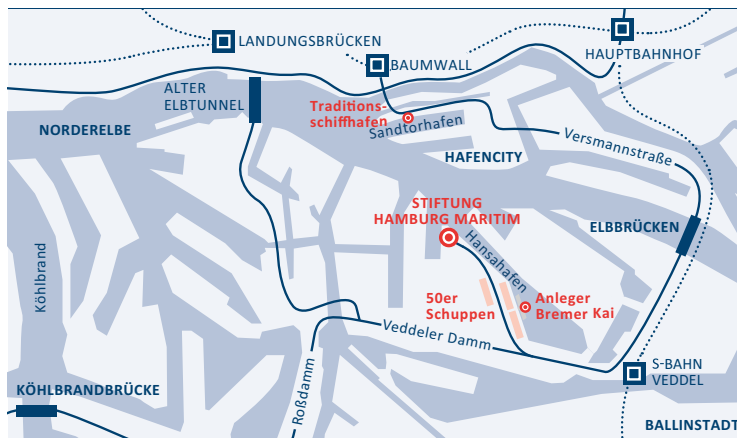 LANDUNGSBRÜCKEN
HAUPTBAHNHOF
BAUMWALL
ALTER
ELBTUNNEL
Traditions-
schiffhafen
Sandtorhafen
NORDERELBE
HAFENCITY
Versmannstraße
STIFTUNG
HAMBURG MARITIM
ELBBRÜCKEN
Hansahafen
Köhlbrand
50er
Schuppen
Anleger
Bremer Kai
Veddeler Damm
Roßdamm
S-BAHN
VEDDEL
KÖHLBRANDBRÜCKE
BALLINSTADT